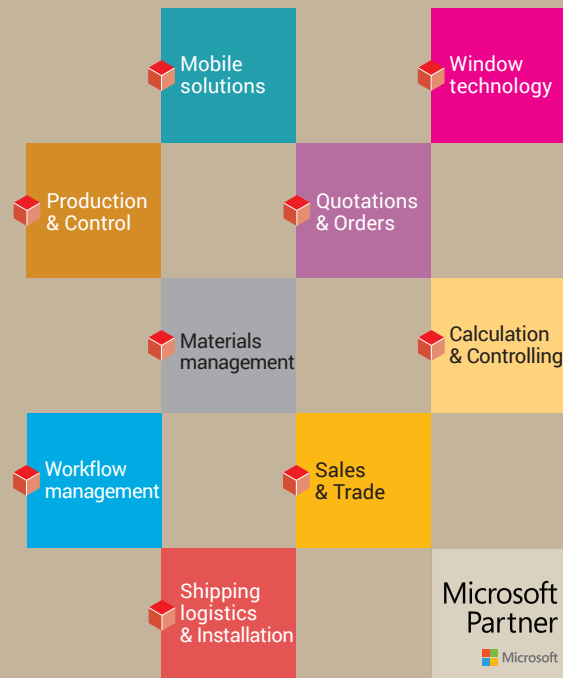 Mobile
solutions
Window
technology
Production
& Control
Quotations
& Orders
Materials
management
Calculation
& Controlling
Workflow
management
Sales
& Trade
Shipping
logistics
& Installation
Microsoft
Partner
Microsoft